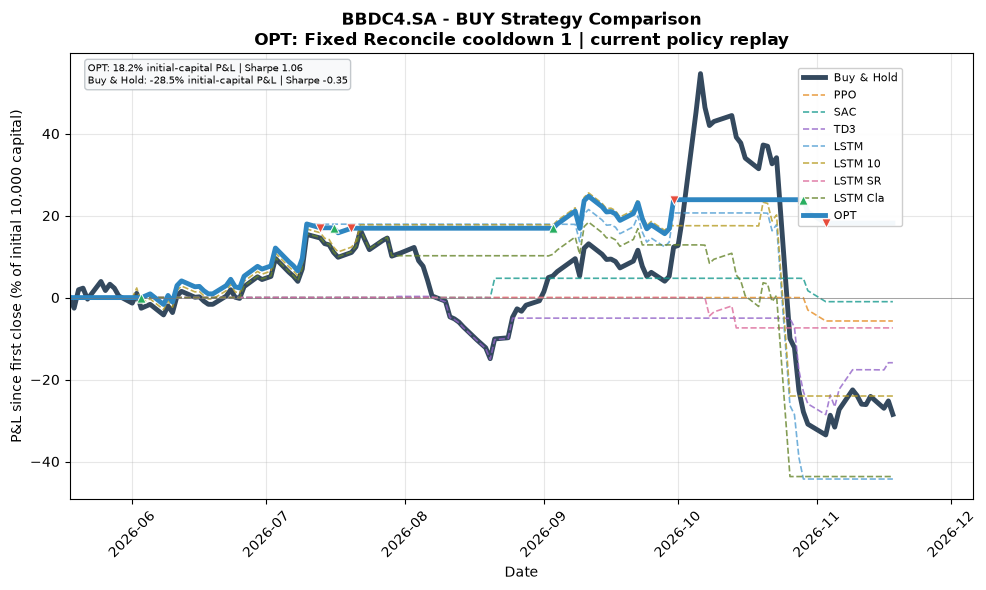 BBDC4.SA - BUY Strategy Comparison
OPT: Fixed Reconcile cooldown 1 | current policy replay
OPT: 18.2% initial-capital P&L | Sharpe 1.06
Buy & Hold: -28.5% initial-capital P&L | Sharpe -0.35
Buy & Hold
PPO
SAC
TD3
LSTM
LSTM 10
LSTM SR
LSTM Cla
OPT
P&L since first close (% of initial 10,000 capital)
40
20
0
−20
−40
2026-06
2026-07
2026-08
2026-09
2026-10
2026-11
2026-12
Date